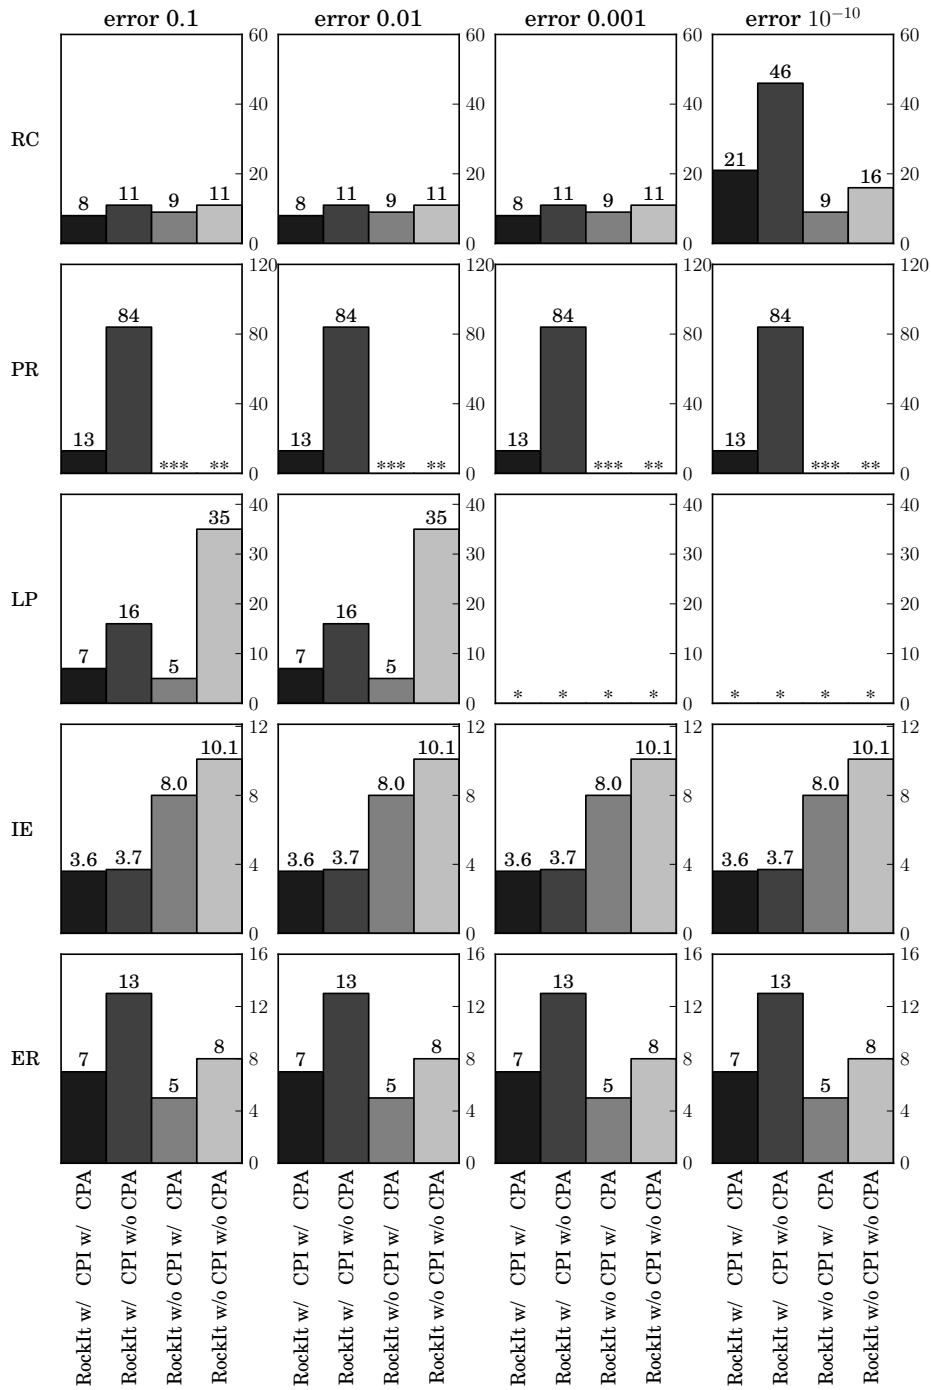 error 0.1 error 0.01 error 0.001 error 10⁻¹⁰
RC
8 11 9 11
0 20 40 60
8 11 9 11
0 20 40 60
8 11 9 11
0 20 40 60
21 46 9 16
0 20 40 60
PR
13 84 *** **
0 40 80 120
13 84 *** **
0 40 80 120
13 84 *** **
0 40 80 120
13 84 *** **
0 40 80 120
LP
7 16 5 35
0 10 20 30 40
7 16 5 35
0 10 20 30 40
* * * *
0 10 20 30 40
* * * *
0 10 20 30 40
IE
3.6 3.7 8.0 10.1
0 4 8 12
3.6 3.7 8.0 10.1
0 4 8 12
3.6 3.7 8.0 10.1
0 4 8 12
3.6 3.7 8.0 10.1
0 4 8 12
ER
7 13 5 8
0 4 8 12 16
7 13 5 8
0 4 8 12 16
7 13 5 8
0 4 8 12 16
7 13 5 8
0 4 8 12 16
RockIt w/ CPI w/ CPA
RockIt w/ CPI w/o CPA
RockIt w/o CPI w/ CPA
RockIt w/o CPI w/o CPA
RockIt w/ CPI w/ CPA
RockIt w/ CPI w/o CPA
RockIt w/o CPI w/ CPA
RockIt w/o CPI w/o CPA
RockIt w/ CPI w/ CPA
RockIt w/ CPI w/o CPA
RockIt w/o CPI w/ CPA
RockIt w/o CPI w/o CPA
RockIt w/ CPI w/ CPA
RockIt w/ CPI w/o CPA
RockIt w/o CPI w/ CPA
RockIt w/o CPI w/o CPA